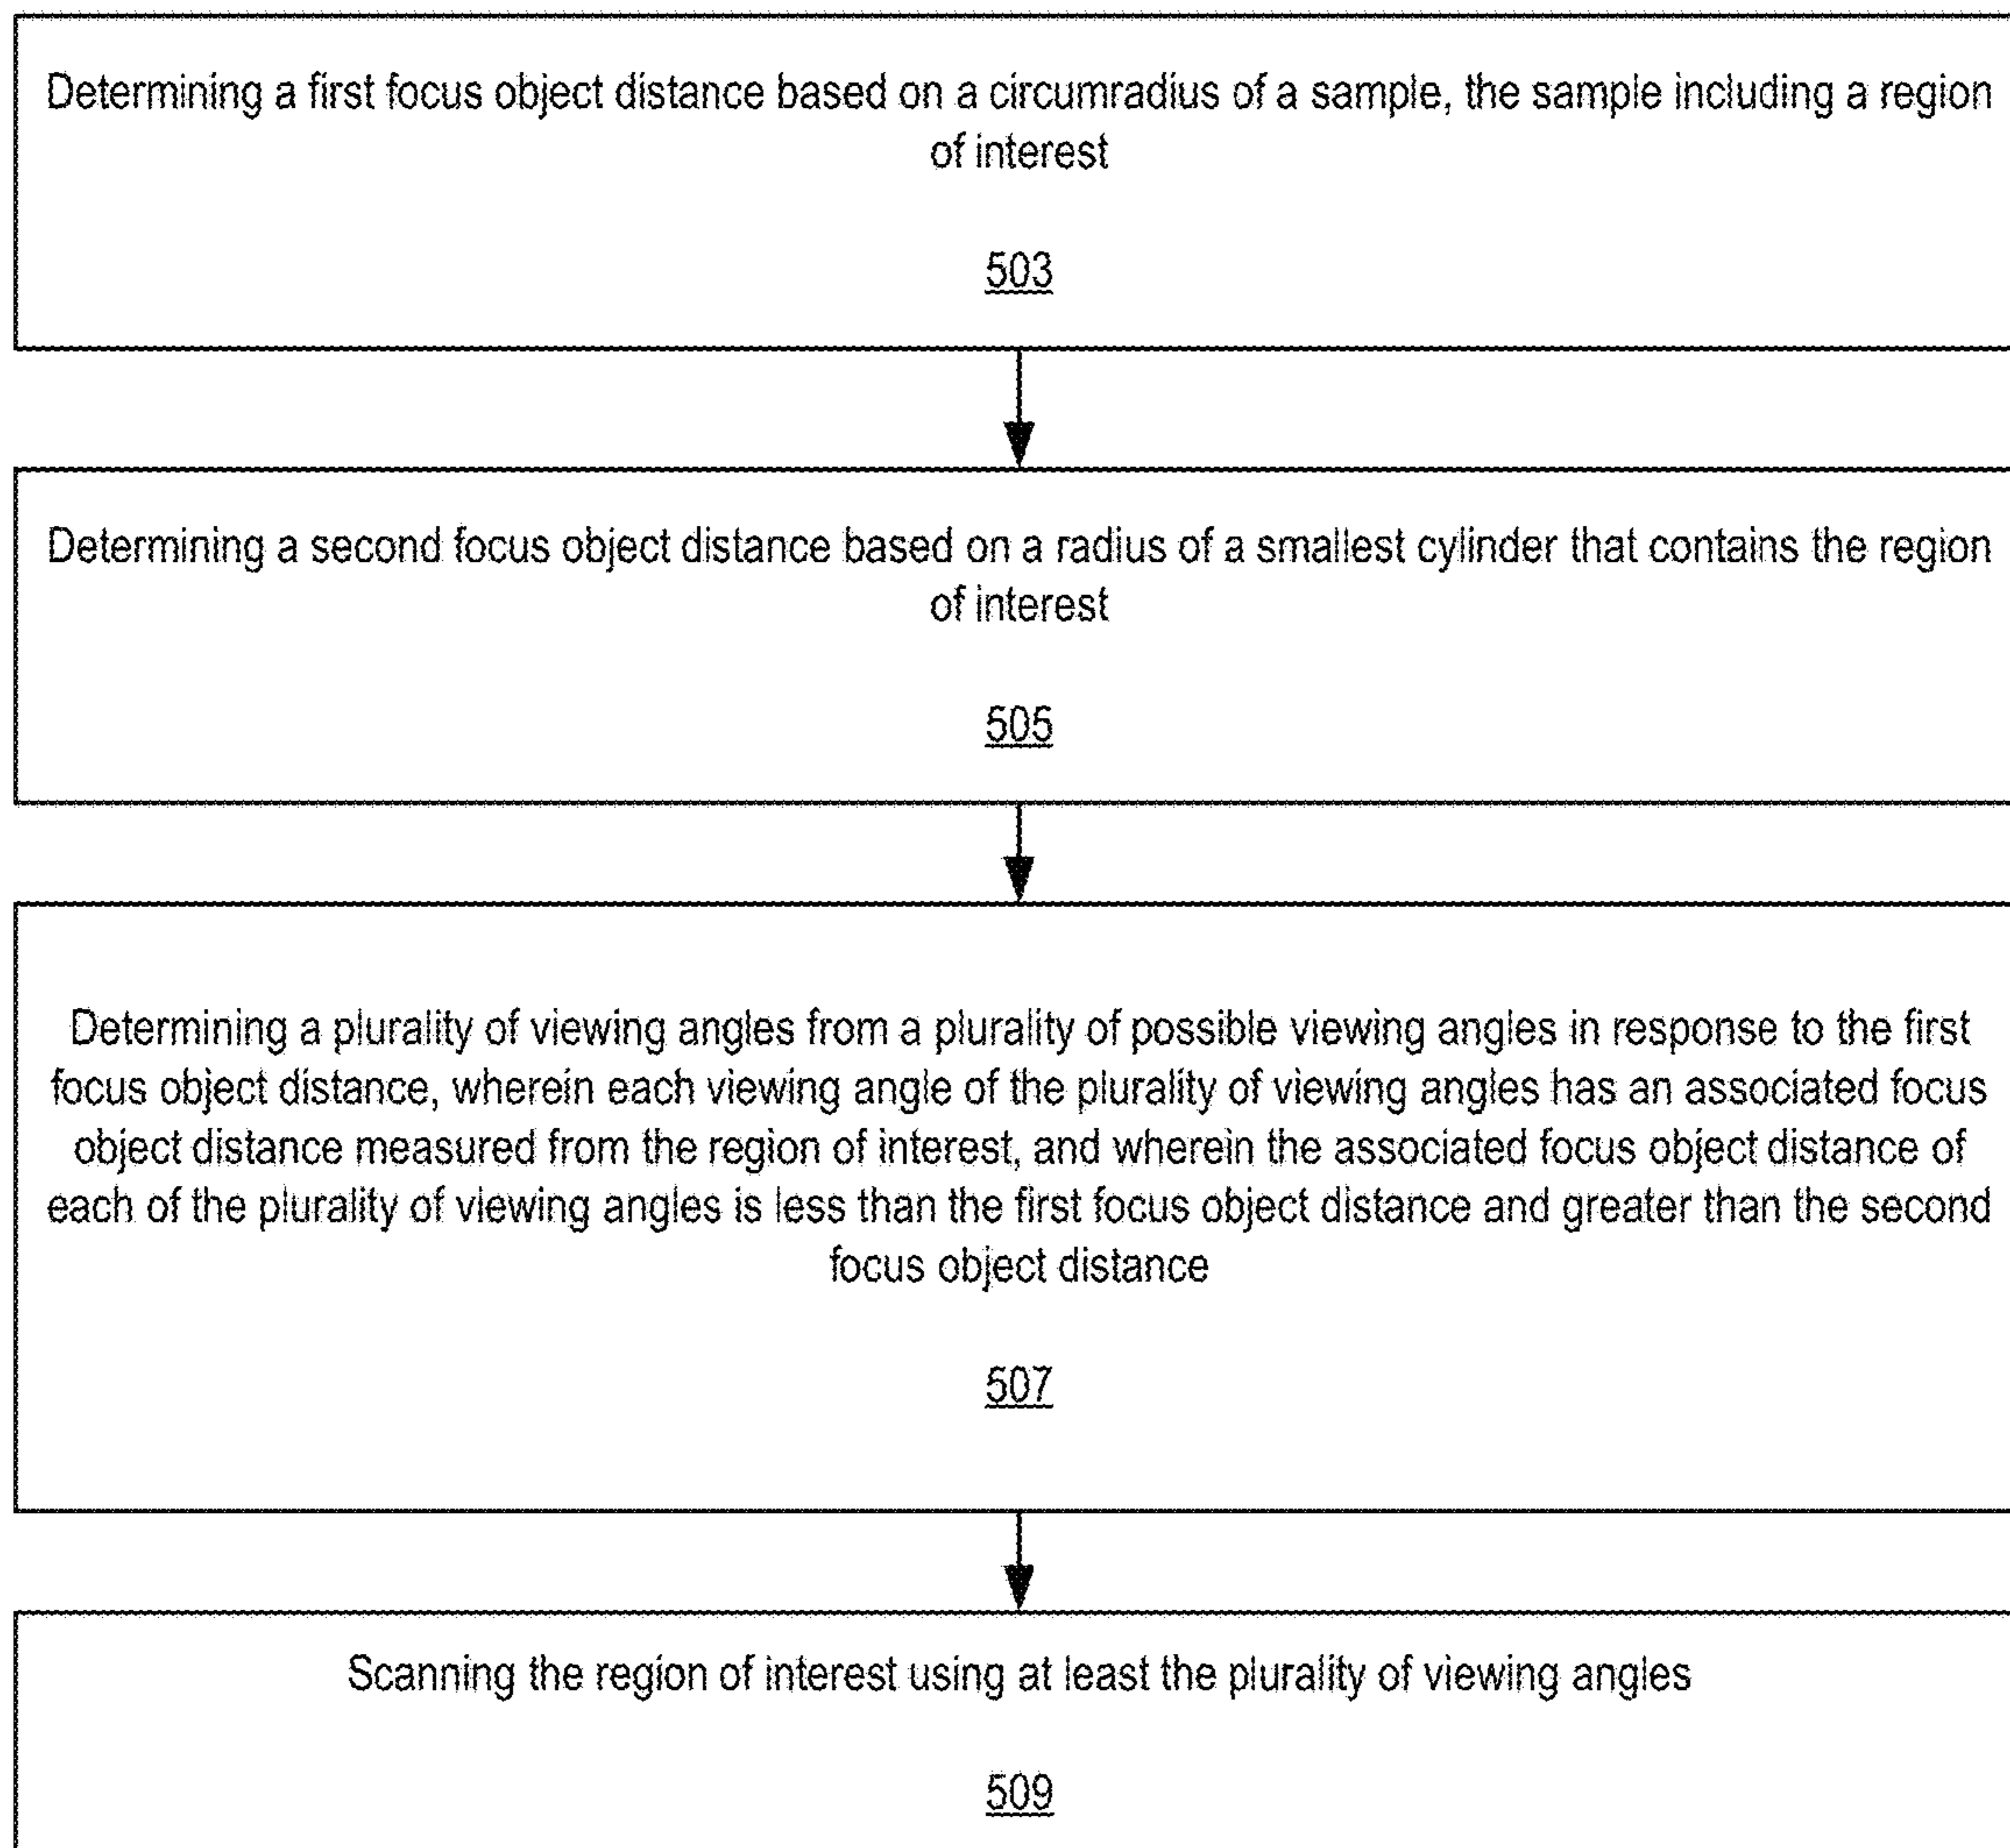 Determining a first focus object distance based on a circumradius of a sample, the sample including a region
of interest
503
Determining a second focus object distance based on a radius of a smallest cylinder that contains the region
of interest
505
Determining a plurality of viewing angles from a plurality of possible viewing angles in response to the first
focus object distance, wherein each viewing angle of the plurality of viewing angles has an associated focus
object distance measured from the region of interest, and wherein the associated focus object distance of
each of the plurality of viewing angles is less than the first focus object distance and greater than the second
focus object distance
507
Scanning the region of interest using at least the plurality of viewing angles
509